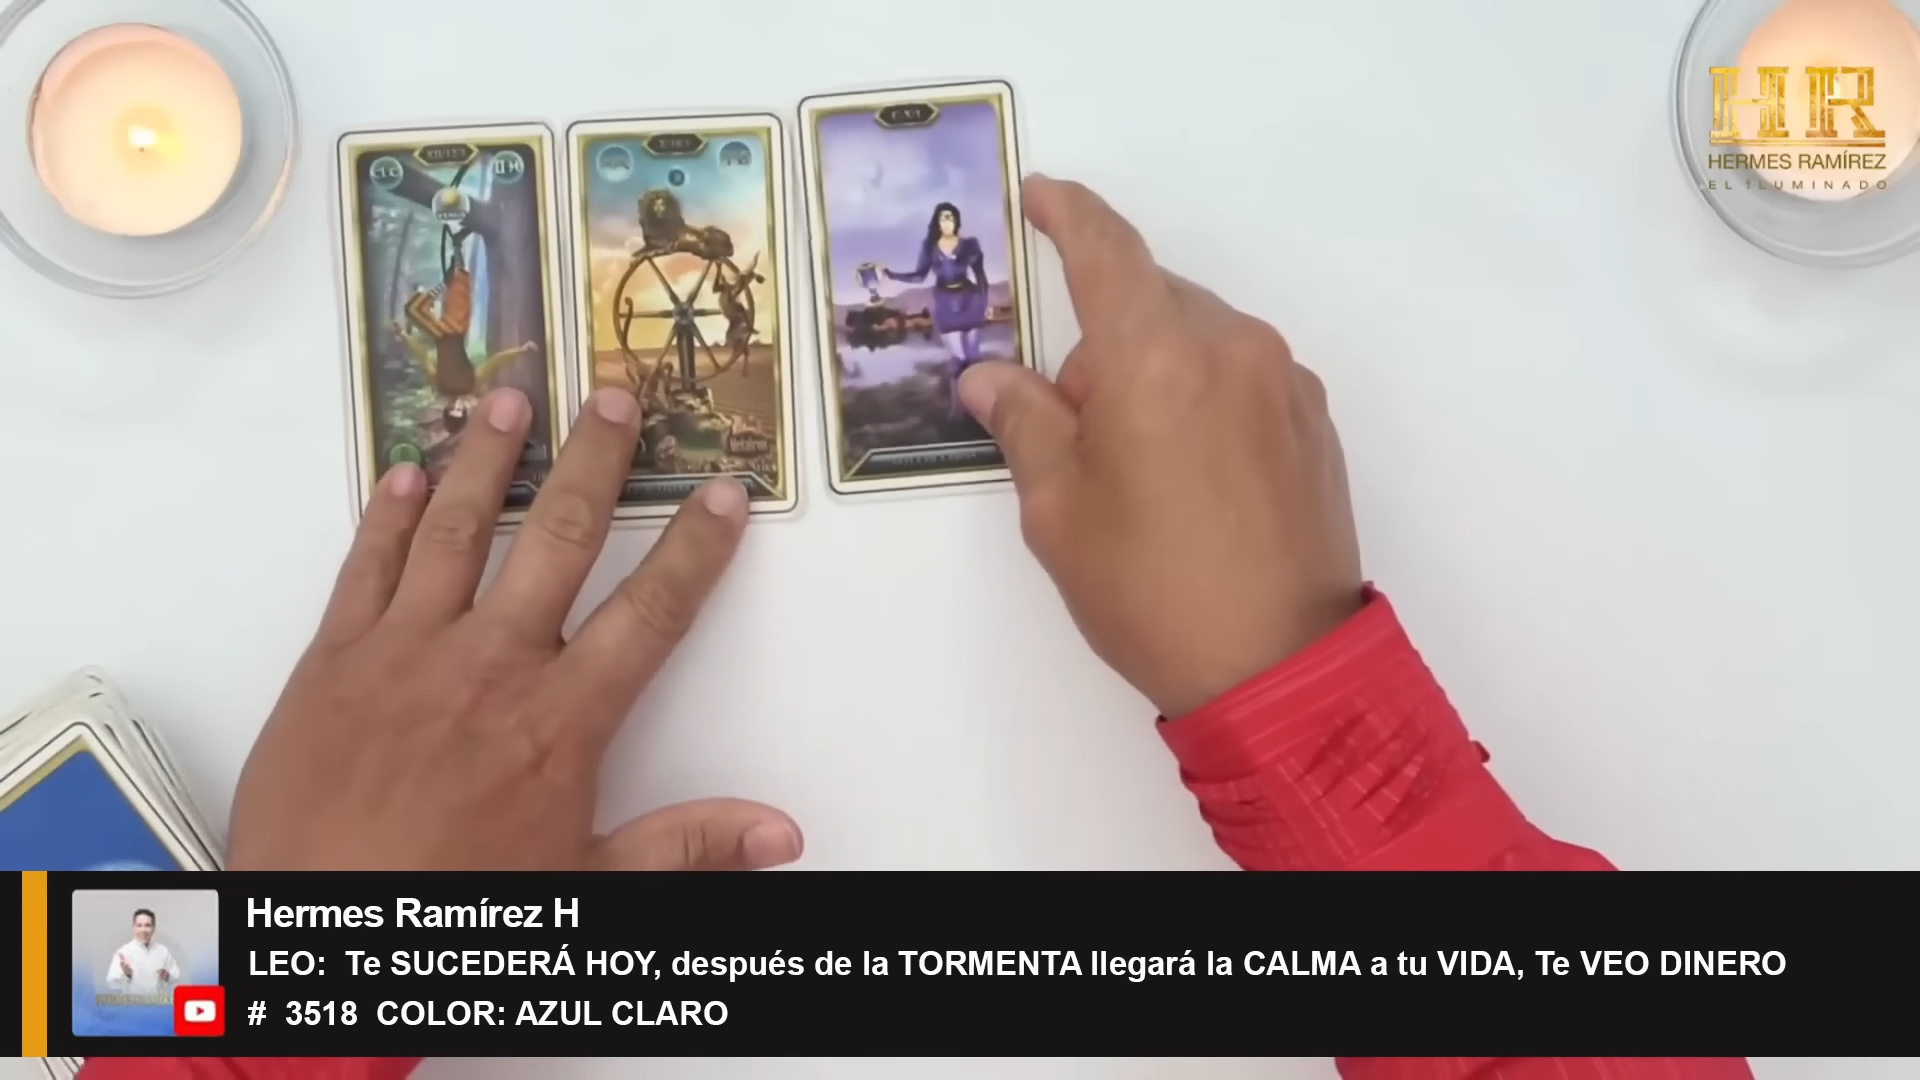 HR
HERMES RAMÍREZ
EL ILUMINADO
Hermes Ramírez H
LEO: Te SUCEDERÁ HOY, después de la TORMENTA llegará la CALMA a tu VIDA, Te VEO DINERO
# 3518 COLOR: AZUL CLARO